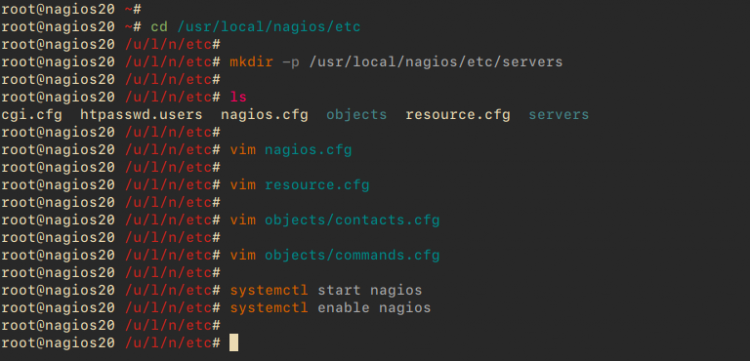 root@nagios20 ~#
root@nagios20 ~# cd /usr/local/nagios/etc
root@nagios20 /u/l/n/etc#
root@nagios20 /u/l/n/etc# mkdir -p /usr/local/nagios/etc/servers
root@nagios20 /u/l/n/etc#
root@nagios20 /u/l/n/etc# ls
cgi.cfg  htpasswd.users  nagios.cfg  objects  resource.cfg  servers
root@nagios20 /u/l/n/etc#
root@nagios20 /u/l/n/etc# vim nagios.cfg
root@nagios20 /u/l/n/etc#
root@nagios20 /u/l/n/etc# vim resource.cfg
root@nagios20 /u/l/n/etc#
root@nagios20 /u/l/n/etc# vim objects/contacts.cfg
root@nagios20 /u/l/n/etc#
root@nagios20 /u/l/n/etc# vim objects/commands.cfg
root@nagios20 /u/l/n/etc#
root@nagios20 /u/l/n/etc# systemctl start nagios
root@nagios20 /u/l/n/etc# systemctl enable nagios
root@nagios20 /u/l/n/etc#
root@nagios20 /u/l/n/etc#